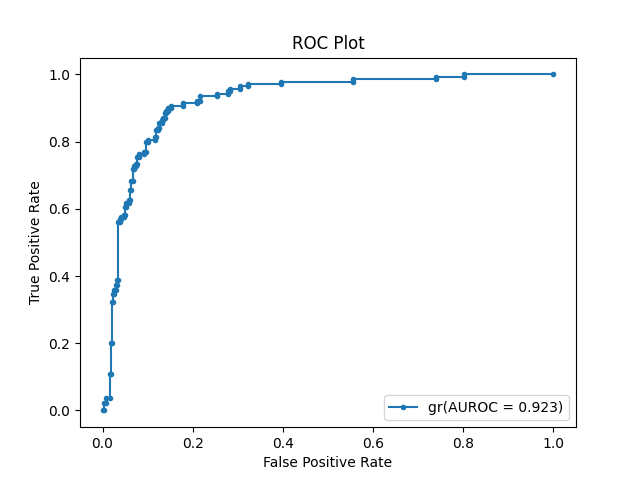 ROC Plot
True Positive Rate
1.0
0.8
0.6
0.4
0.2
0.0
0.0 0.2 0.4 0.6 0.8 1.0
False Positive Rate
gr(AUROC = 0.923)